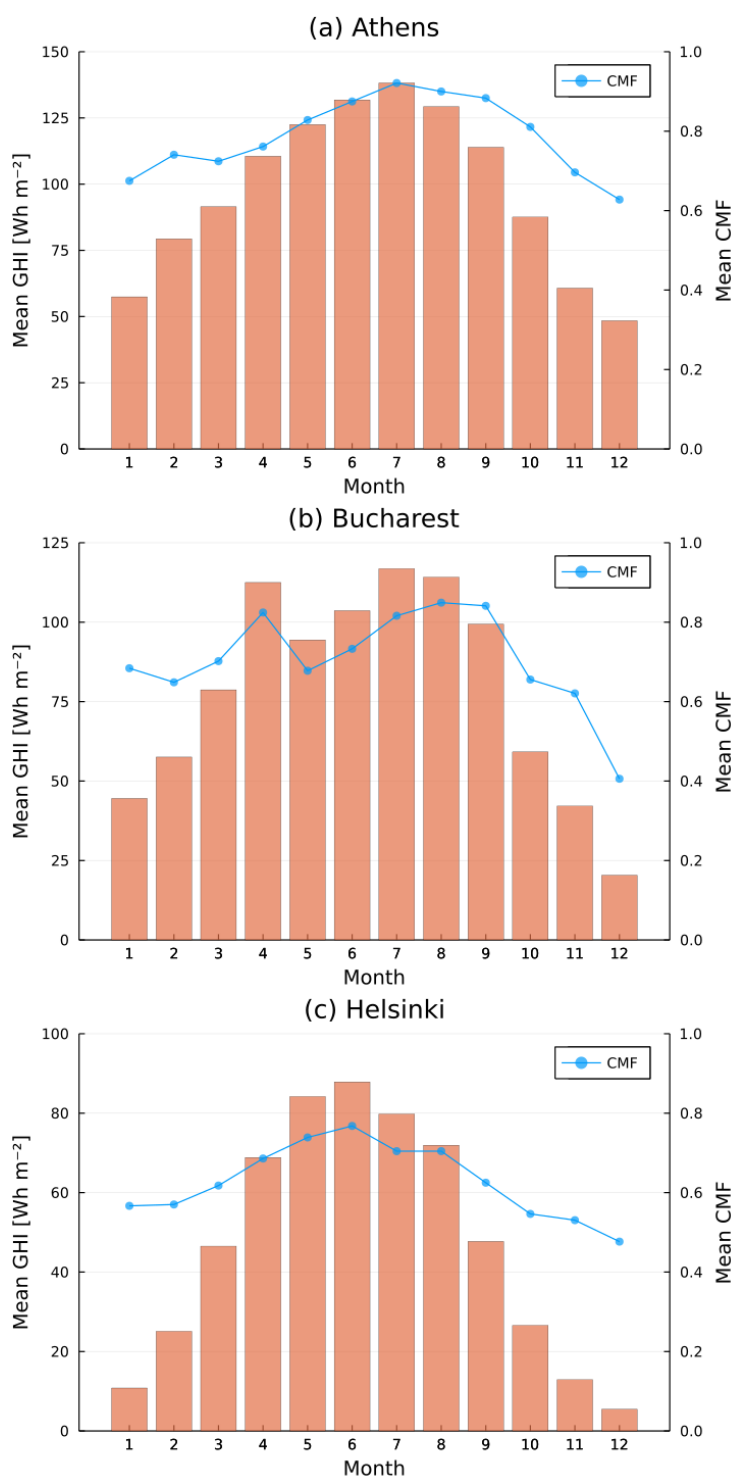 (a) Athens
150
125
100
75
50
25
0
Mean GHI [Wh m⁻²]
CMF
1.0
0.8
0.6
0.4
0.2
0.0
Mean CMF
1 2 3 4 5 6 7 8 9 10 11 12
Month
(b) Bucharest
125
100
75
50
25
0
Mean GHI [Wh m⁻²]
CMF
1.0
0.8
0.6
0.4
0.2
0.0
Mean CMF
1 2 3 4 5 6 7 8 9 10 11 12
Month
(c) Helsinki
100
80
60
40
20
0
Mean GHI [Wh m⁻²]
CMF
1.0
0.8
0.6
0.4
0.2
0.0
Mean CMF
1 2 3 4 5 6 7 8 9 10 11 12
Month